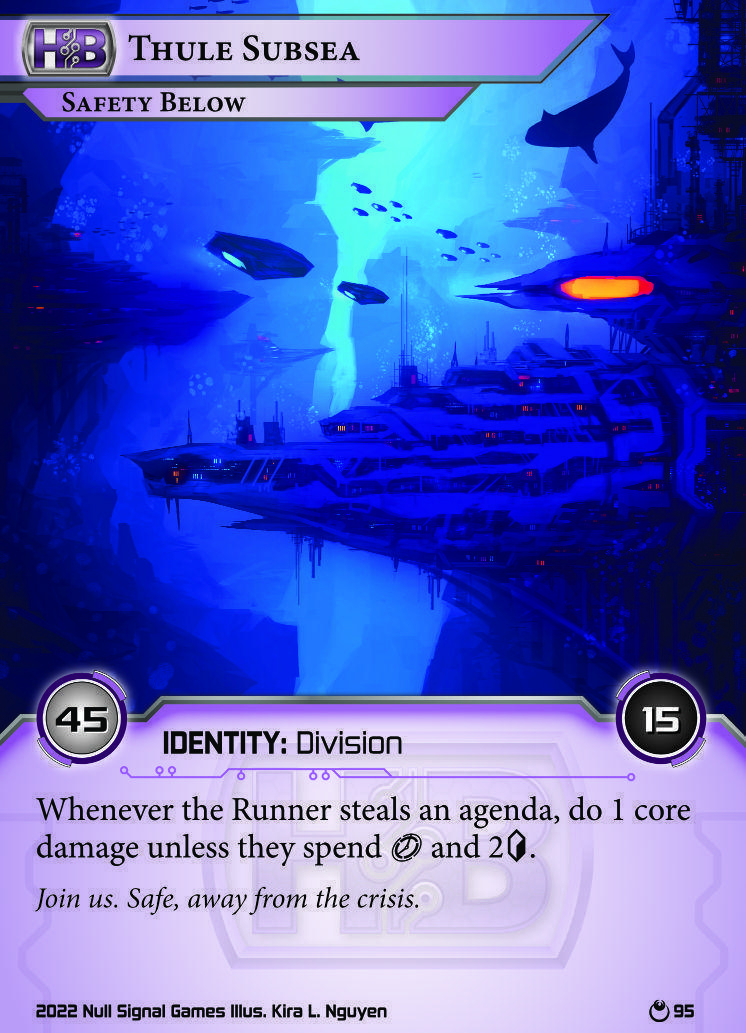 HB THULE SUBSEA
SAFETY BELOW
45
IDENTITY: Division
15
Whenever the Runner steals an agenda, do 1 core
damage unless they spend and 2.
Join us. Safe, away from the crisis.
2022 Null Signal Games Illus. Kira L. Nguyen
95